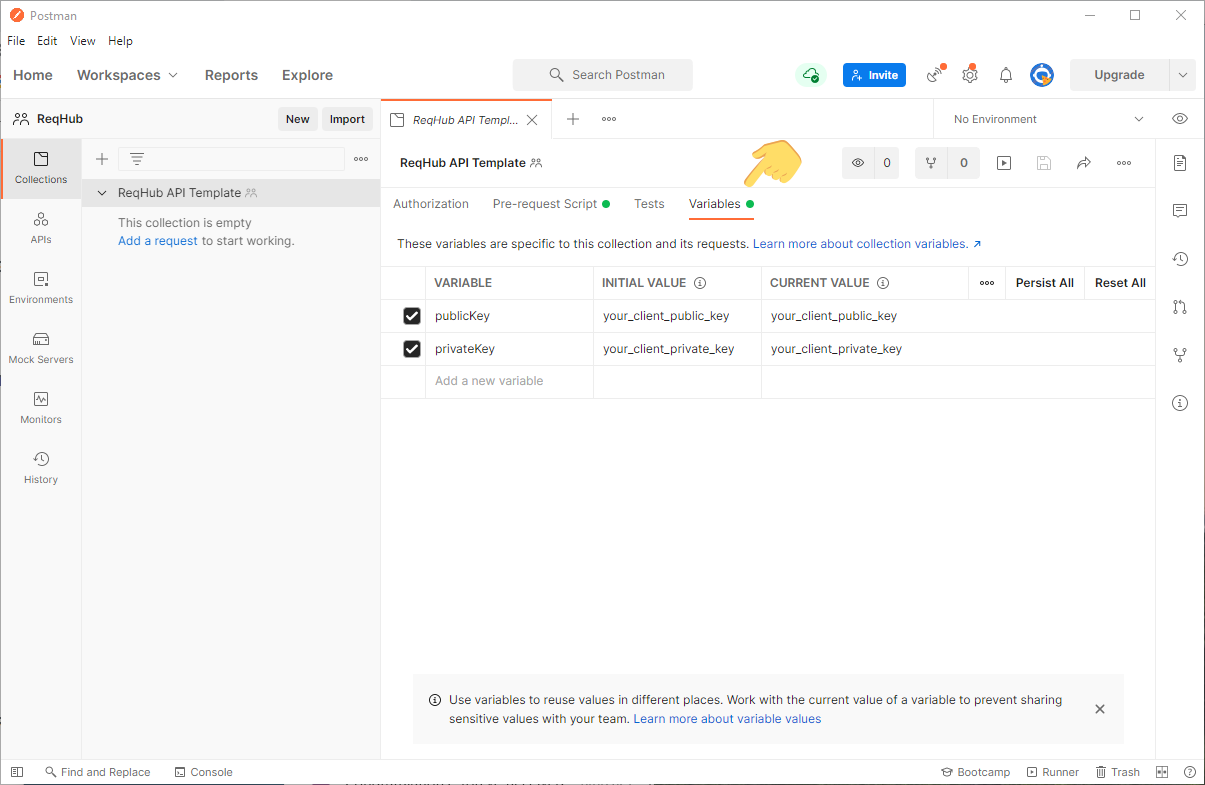 Postman
File Edit View Help
Home Workspaces Reports Explore Search Postman Invite Upgrade
ReqHub New Import ReqHub API Templ... No Environment
Collections
APIs
Environments
Mock Servers
Monitors
History
ReqHub API Template
This collection is empty
Add a request to start working.
ReqHub API Template 0 0
Authorization Pre-request Script Tests Variables
These variables are specific to this collection and its requests. Learn more about collection variables. ↗
VARIABLE INITIAL VALUE CURRENT VALUE Persist All Reset All
publicKey your_client_public_key your_client_public_key
privateKey your_client_private_key your_client_private_key
Add a new variable
Use variables to reuse values in different places. Work with the current value of a variable to prevent sharing
sensitive values with your team. Learn more about variable values
Find and Replace Console Bootcamp Runner Trash